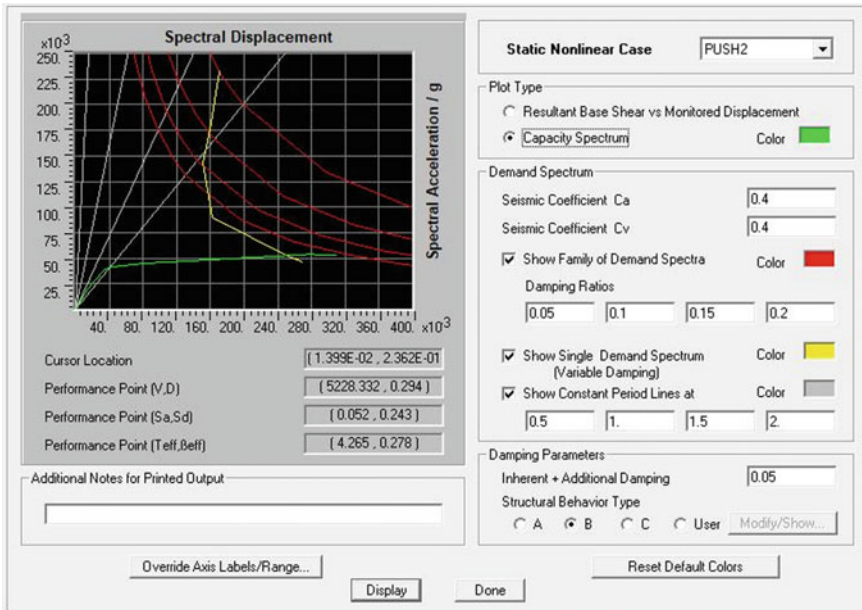 Spectral Displacement
x10³
250.
225.
200.
175.
150.
125.
100.
75.
50.
25.
40. 80. 120. 160. 200. 240. 280. 320. 360. 400. x10³
Spectral Acceleration / g
Cursor Location
( 1.399E-02 , 2.362E-01
Performance Point (V,D)
( 5228.332 , 0.294 )
Performance Point (Sa,Sd)
( 0.052 , 0.243 )
Performance Point (Teff,βeff)
( 4.265 , 0.278 )
Additional Notes for Printed Output
Override Axis Labels/Range...
Static Nonlinear Case
PUSH2
Plot Type
Resultant Base Shear vs Monitored Displacement
Capacity Spectrum
Color
Demand Spectrum
Seismic Coefficient Ca
0.4
Seismic Coefficient Cv
0.4
Show Family of Demand Spectra
Color
Damping Ratios
0.05 0.1 0.15 0.2
Show Single Demand Spectrum
(Variable Damping)
Color
Show Constant Period Lines at
Color
0.5 1. 1.5 2.
Damping Parameters
Inherent + Additional Damping
0.05
Structural Behavior Type
A B C User
Modify/Show...
Reset Default Colors
Display
Done